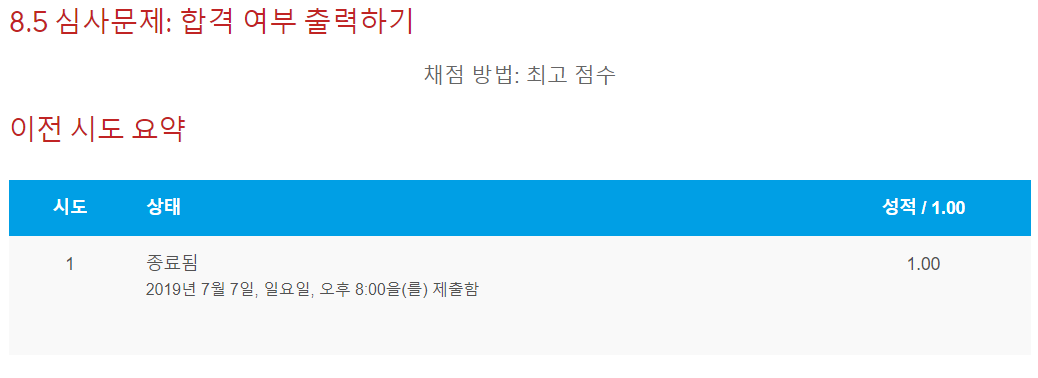 8.5 심사문제: 합격 여부 출력하기
채점 방법: 최고 점수
이전 시도 요약
시도 상태 성적 / 1.00
1 종료됨 1.00
2019년 7월 7일, 일요일, 오후 8:00을(를) 제출함